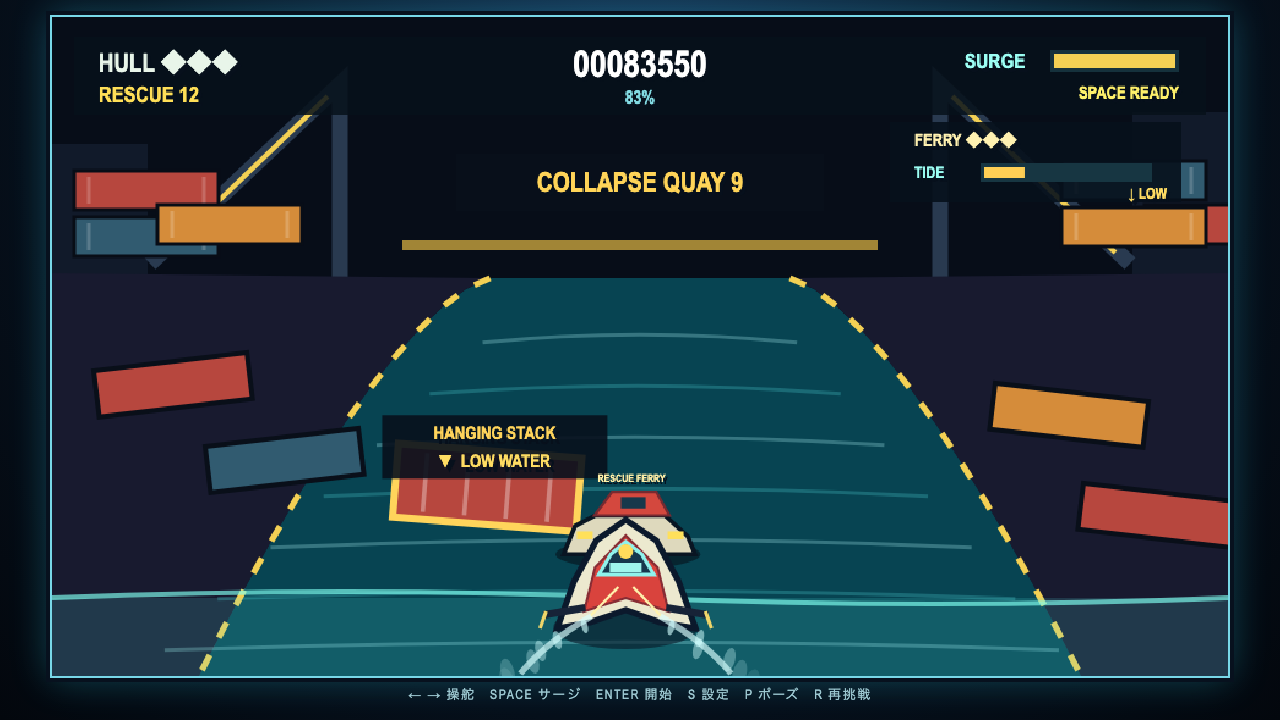 HULL
RESCUE 12
00083550
83%
SURGE
SPACE READY
FERRY
TIDE
↓ LOW
COLLAPSE QUAY 9
HANGING STACK
▼ LOW WATER
RESCUE FERRY
← → 操舵 SPACE サージ ENTER 開始 S 設定 P ポーズ R 再挑戦